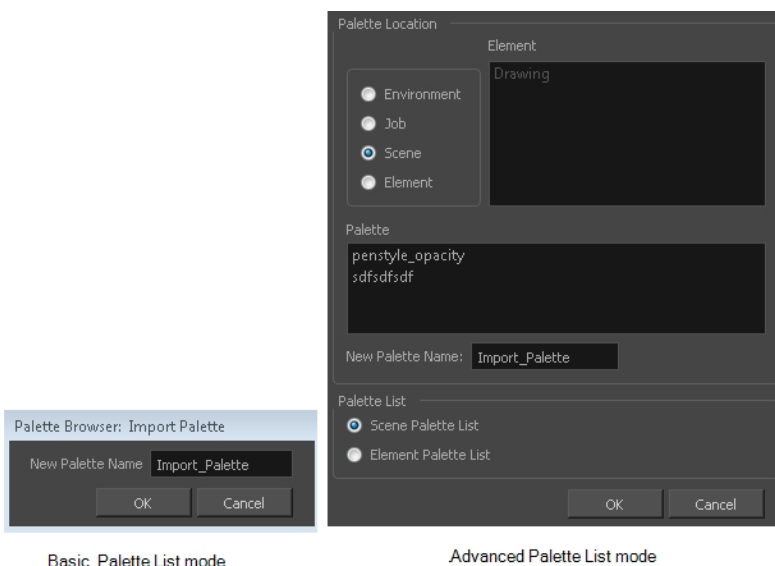 Palette Location
Element
Drawing
Environment
Job
Scene
Element
Palette
penstyle_opacity
sdfsdfsdf
New Palette Name: Import_Palette
Palette List
Scene Palette List
Element Palette List
OK Cancel
Palette Browser: Import Palette
New Palette Name Import_Palette
OK Cancel
Basic Palette List mode
Advanced Palette List mode